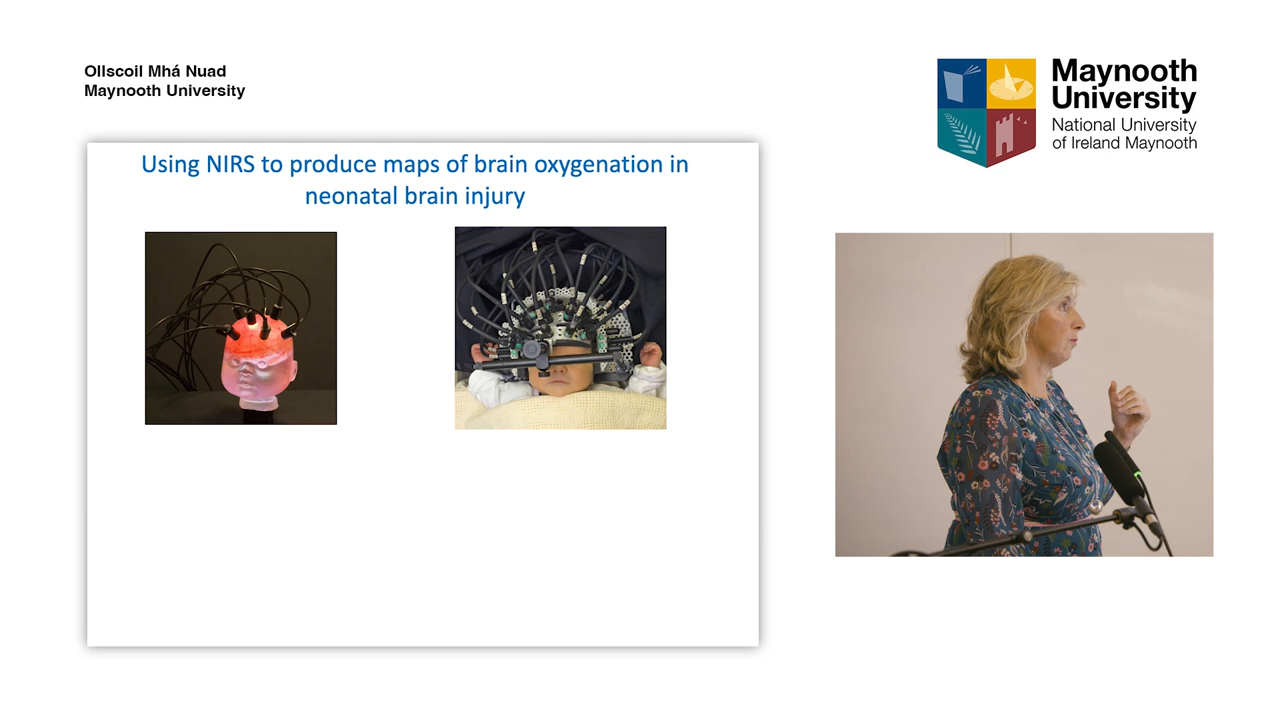 Ollscoil Mhá Nuad
Maynooth University
Maynooth
University
National University
of Ireland Maynooth
Using NIRS to produce maps of brain oxygenation in
neonatal brain injury